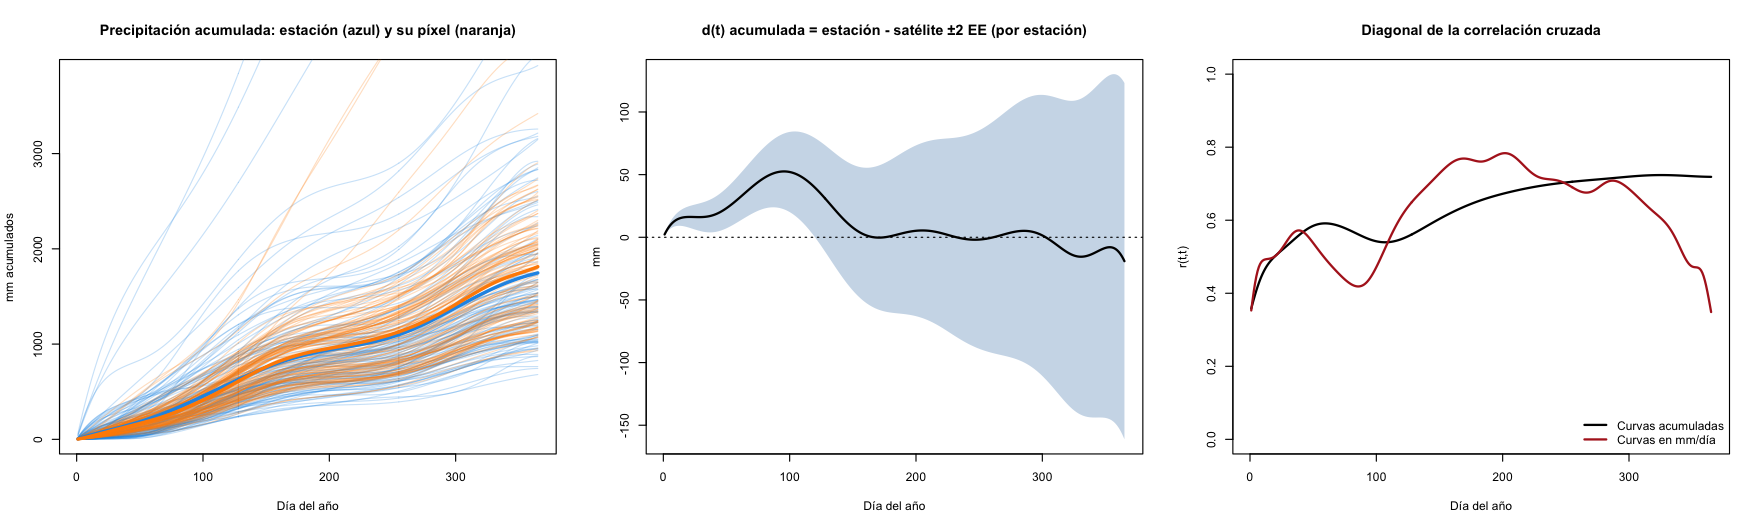 Precipitación acumulada: estación (azul) y su píxel (naranja)
mm acumulados
3000
2000
1000
0
0 100 200 300
Día del año
d(t) acumulada = estación - satélite ±2 EE (por estación)
mm
100
50
0
-50
-100
-150
0 100 200 300
Día del año
Diagonal de la correlación cruzada
r(t,t)
1.0
0.8
0.6
0.4
0.2
0.0
Curvas acumuladas
Curvas en mm/día
0 100 200 300
Día del año